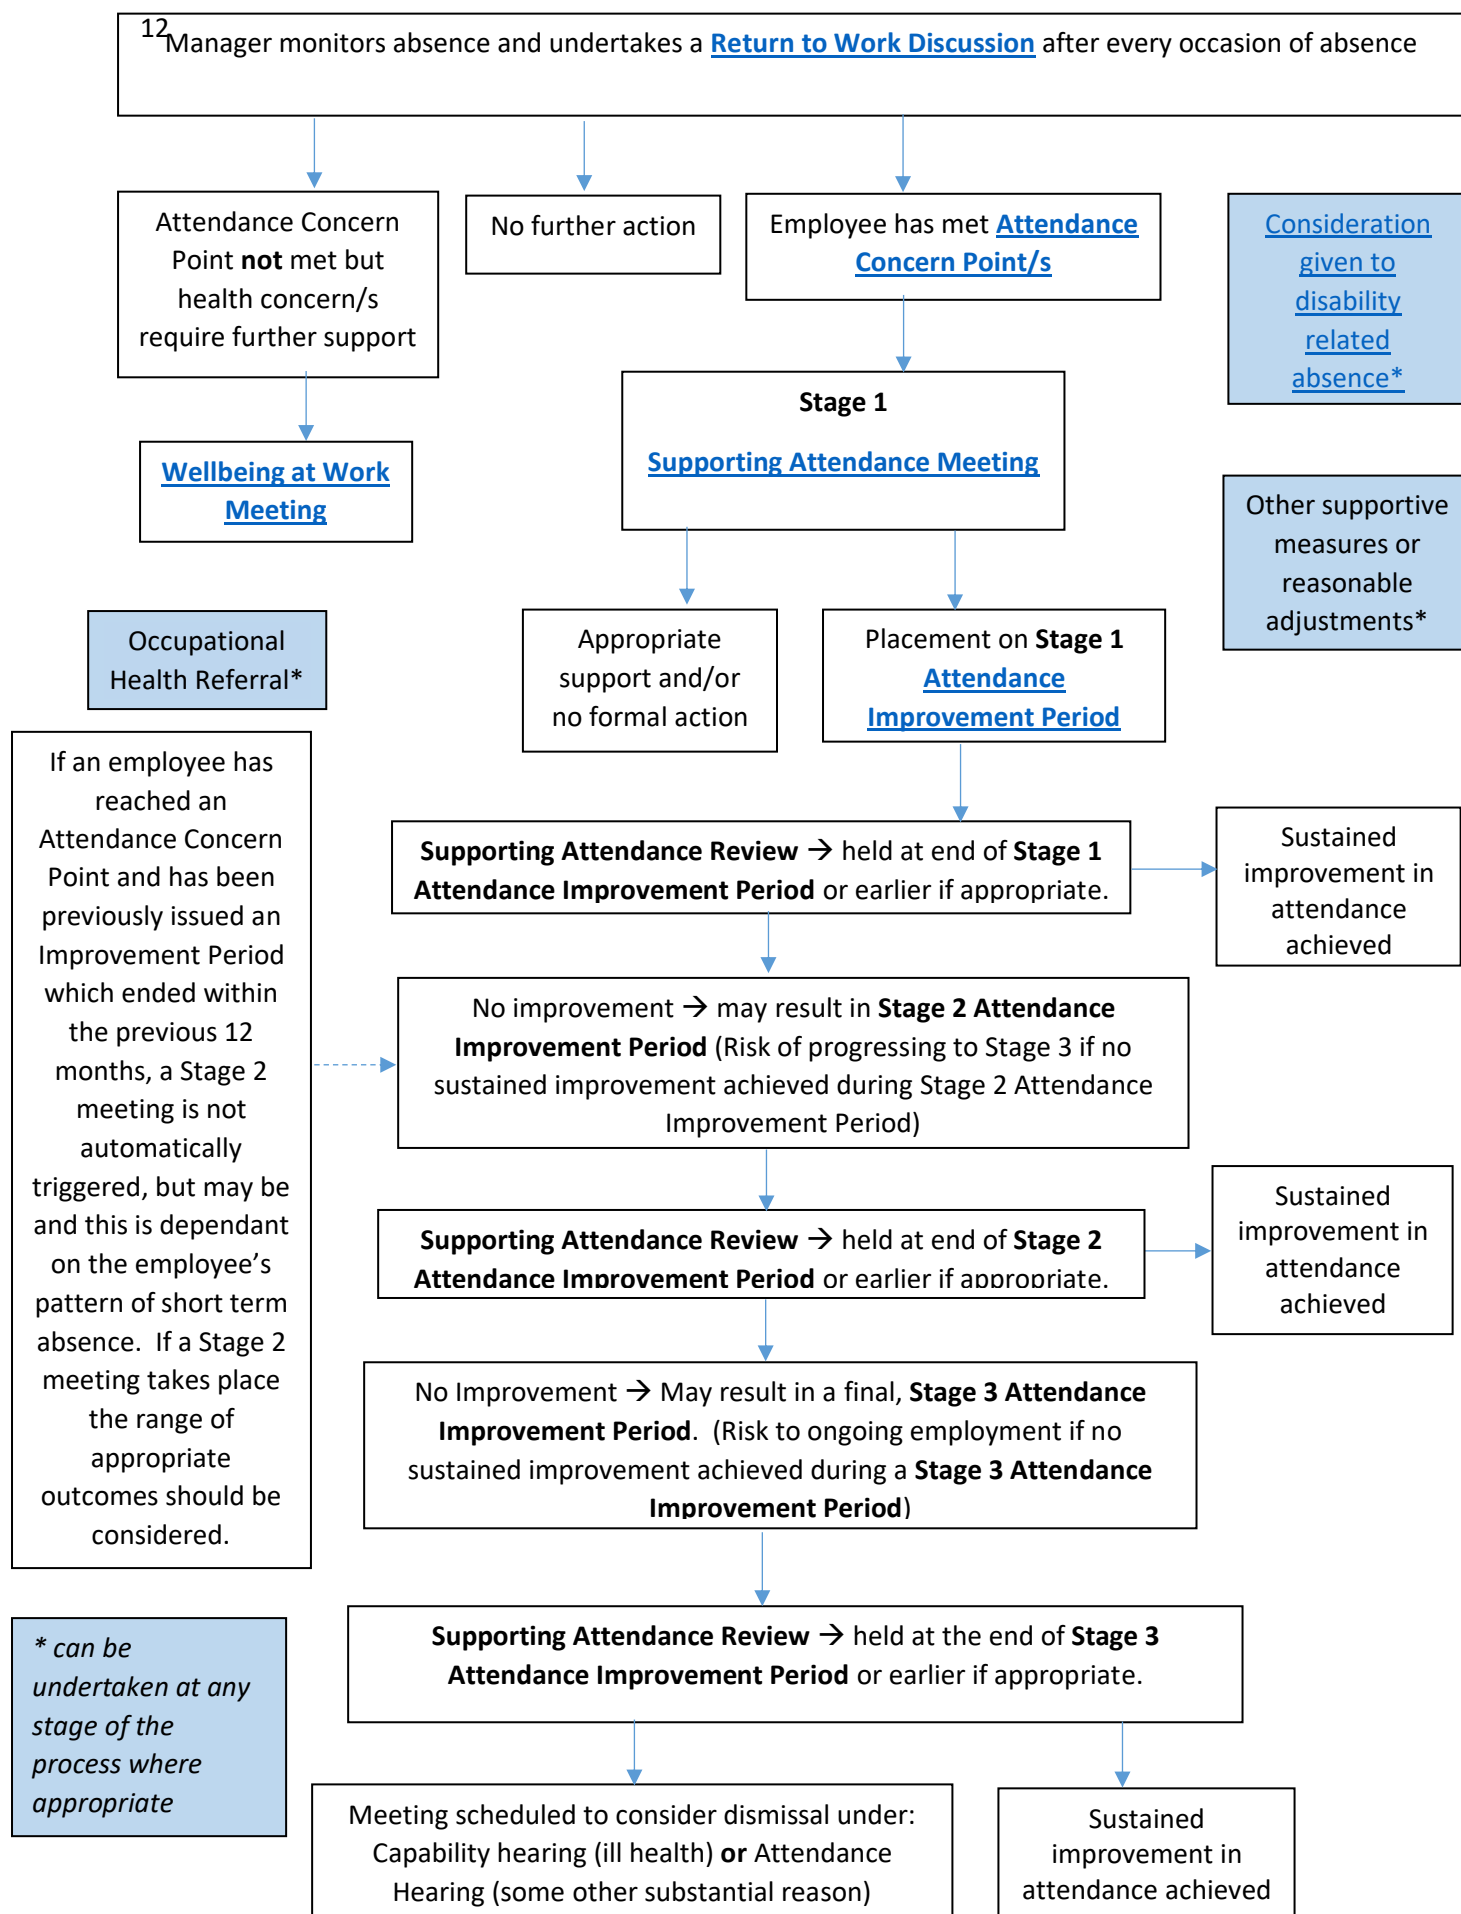 12
Manager monitors absence and undertakes a Return to Work Discussion after every occasion of absence
Attendance Concern
Point not met but
health concern/s
require further support
No further action
Employee has met Attendance
Concern Point/s
Consideration
given to
disability
related
absence*
Stage 1
Supporting Attendance Meeting
Wellbeing at Work
Meeting
Other supportive
measures or
reasonable
adjustments*
Occupational
Health Referral*
Appropriate
support and/or
no formal action
Placement on Stage 1
Attendance
Improvement Period
If an employee has
reached an
Attendance Concern
Point and has been
previously issued an
Improvement Period
which ended within
the previous 12
months, a Stage 2
meeting is not
automatically
triggered, but may be
and this is dependant
on the employee’s
pattern of short term
absence.  If a Stage 2
meeting takes place
the range of
appropriate
outcomes should be
considered.
Supporting Attendance Review → held at end of Stage 1
Attendance Improvement Period or earlier if appropriate.
Sustained
improvement in
attendance
achieved
No improvement → may result in Stage 2 Attendance
Improvement Period (Risk of progressing to Stage 3 if no
sustained improvement achieved during Stage 2 Attendance
Improvement Period)
Supporting Attendance Review → held at end of Stage 2
Attendance Improvement Period or earlier if appropriate.
Sustained
improvement in
attendance
achieved
No Improvement → May result in a final, Stage 3 Attendance
Improvement Period.  (Risk to ongoing employment if no
sustained improvement achieved during a Stage 3 Attendance
Improvement Period)
Supporting Attendance Review → held at the end of Stage 3
Attendance Improvement Period or earlier if appropriate.
* can be
undertaken at any
stage of the
process where
appropriate
Meeting scheduled to consider dismissal under:
Capability hearing (ill health) or Attendance
Hearing (some other substantial reason)
Sustained
improvement in
attendance achieved